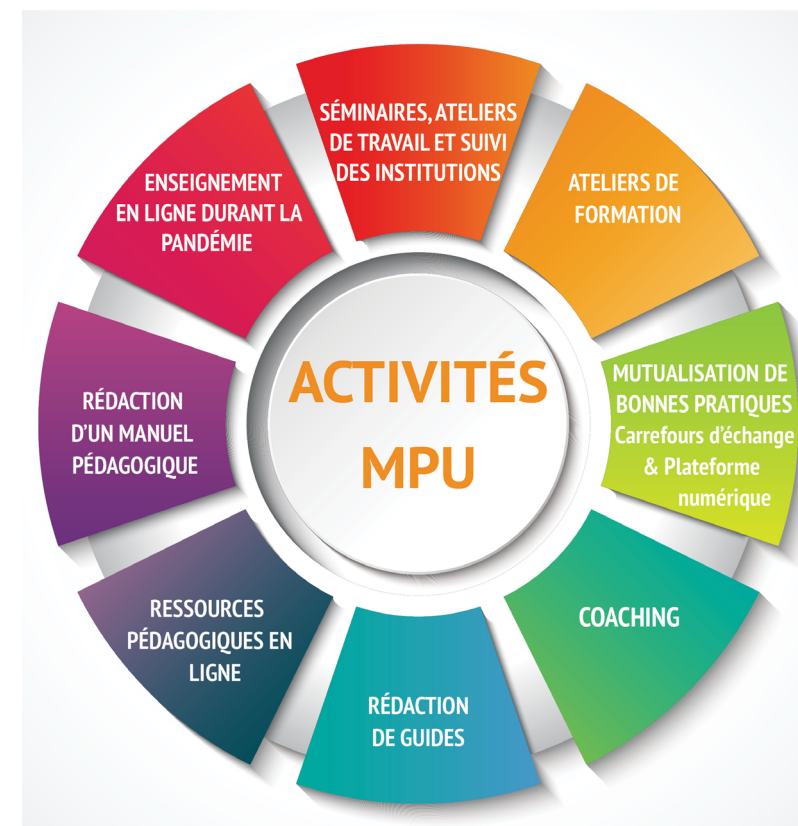 SÉMINAIRES, ATELIERS
DE TRAVAIL ET SUIVI
DES INSTITUTIONS
ATELIERS DE
FORMATION
MUTUALISATION DE
BONNES PRATIQUES
Carrefours d'échange
& Plateforme
numérique
COACHING
RÉDACTION
DE GUIDES
RESSOURCES
PÉDAGOGIQUES EN
LIGNE
RÉDACTION
D'UN MANUEL
PÉDAGOGIQUE
ENSEIGNEMENT
EN LIGNE DURANT LA
PANDÉMIE
ACTIVITÉS
MPU